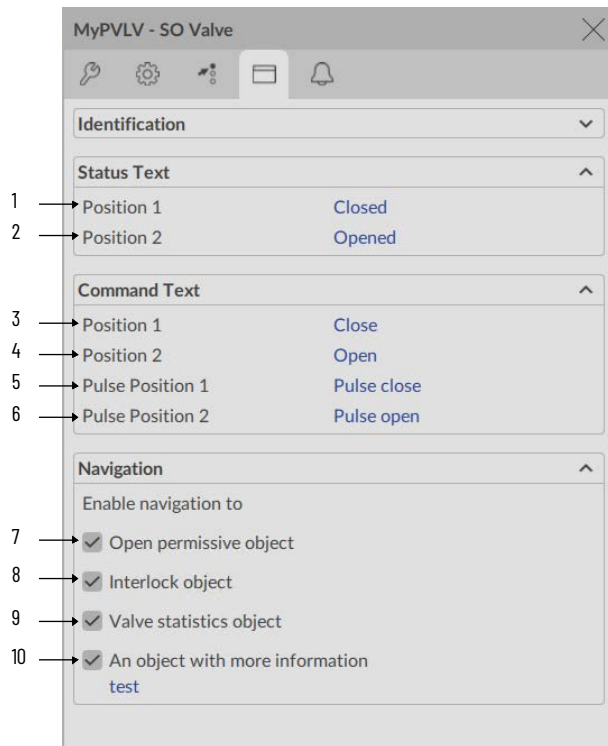 MyPVLV - SO Valve
Identification
Status Text
1 Position 1 Closed
2 Position 2 Opened
Command Text
3 Position 1 Close
4 Position 2 Open
5 Pulse Position 1 Pulse close
6 Pulse Position 2 Pulse open
Navigation
Enable navigation to
7 Open permissive object
8 Interlock object
9 Valve statistics object
10 An object with more information
test